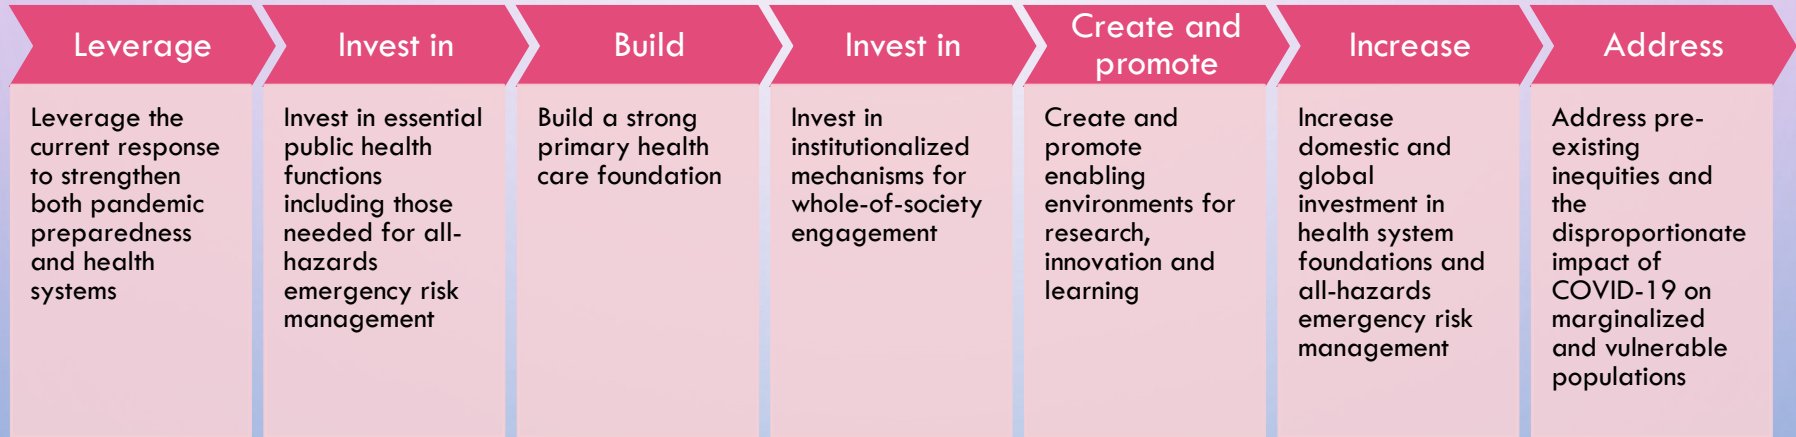 Leverage
Leverage the
current response
to strengthen
both pandemic
preparedness
and health
systems
Invest in
Invest in essential
public health
functions
including those
needed for all-
hazards
emergency risk
management
Build
Build a strong
primary health
care foundation
Invest in
Invest in
institutionalized
mechanisms for
whole-of-society
engagement
Create and
promote
Create and
promote
enabling
environments for
research,
innovation and
learning
Increase
Increase
domestic and
global
investment in
health system
foundations and
all-hazards
emergency risk
management
Address
Address pre-
existing
inequities and
the
disproportionate
impact of
COVID-19 on
marginalized
and vulnerable
populations